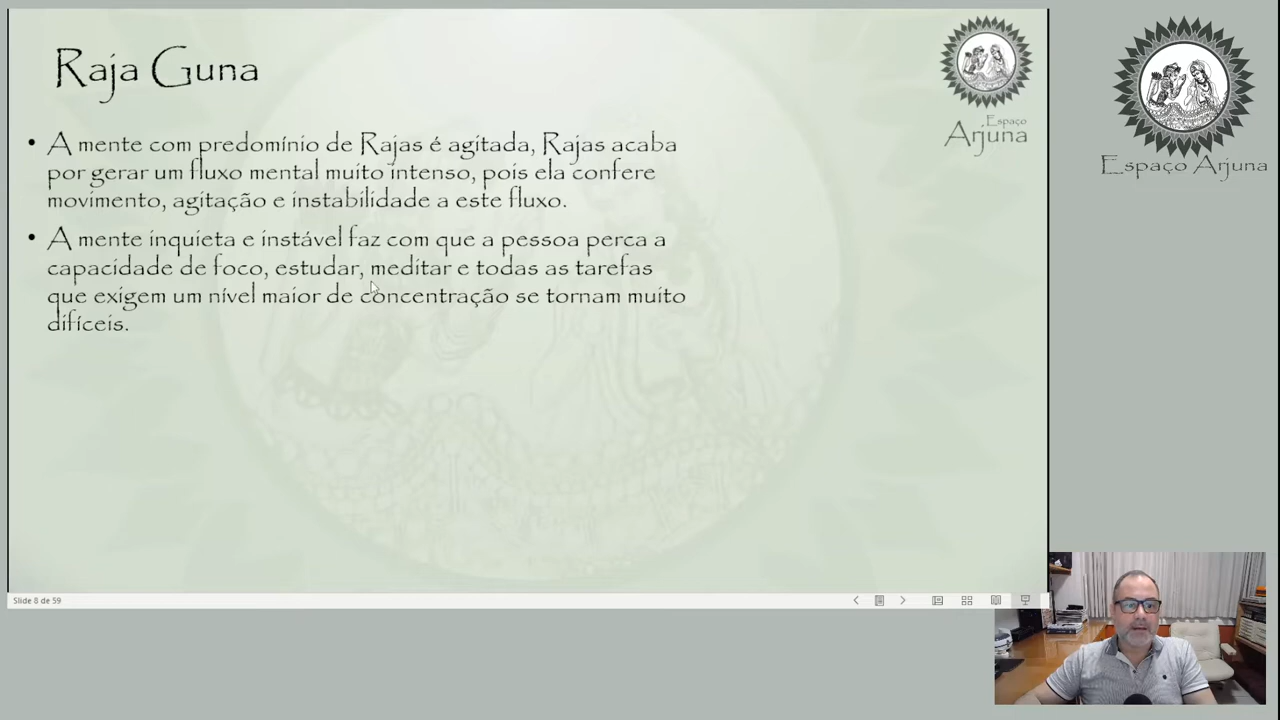 Raja Guna
• A mente com predomínio de Rajas é agitada, Rajas acaba
por gerar um fluxo mental muito intenso, pois ela confere
movimento, agitação e instabilidade a este fluxo.
• A mente inquieta e instável faz com que a pessoa perca a
capacidade de foco, estudar, meditar e todas as tarefas
que exigem um nível maior de concentração se tornam muito
difíceis.
Espaço
Arjuna
Espaço Arjuna
Slide 8 de 59